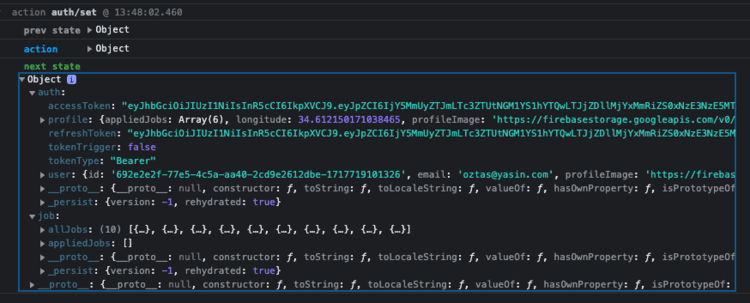 action auth/set @ 13:48:02.460
prev state Object
action Object
next state
Object i
auth:
accessToken: "eyJhbGciOiJIUzI1NiIsInR5cCI6IkpXVCJ9.eyJpZCI6IjY5MmUyZTJmLTc3ZTUtNGM1YS1hYTQwLTJjZDllMjYxMmRiZS0xNzE3NzE5MT
profile: {appliedJobs: Array(6), longitude: 34.612150171038465, profileImage: 'https://firebasestorage.googleapis.com/v0/
refreshToken: "eyJhbGciOiJIUzI1NiIsInR5cCI6IkpXVCJ9.eyJpZCI6IjY5MmUyZTJmLTc3ZTUtNGM1YS1hYTQwLTJjZDllMjYxMmRiZS0xNzE3NzE5M
tokenTrigger: false
tokenType: "Bearer"
user: {id: '692e2e2f-77e5-4c5a-aa40-2cd9e2612dbe-1717719101326', email: 'oztas@yasin.com', profileImage: 'https://firebas
__proto__: {__proto__: null, constructor: ƒ, toString: ƒ, toLocaleString: ƒ, valueOf: ƒ, hasOwnProperty: ƒ, isPrototypeOf
_persist: {version: -1, rehydrated: true}
job:
allJobs: (10) [{…}, {…}, {…}, {…}, {…}, {…}, {…}, {…}, {…}, {…}]
appliedJobs: []
__proto__: {__proto__: null, constructor: ƒ, toString: ƒ, toLocaleString: ƒ, valueOf: ƒ, hasOwnProperty: ƒ, isPrototypeOf
_persist: {version: -1, rehydrated: true}
__proto__: {__proto__: null, constructor: ƒ, toString: ƒ, toLocaleString: ƒ, valueOf: ƒ, hasOwnProperty: ƒ, isPrototypeOf: